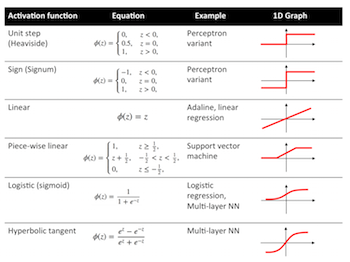 Activation function Equation Example 1D Graph
Unit step (Heaviside) ϕ(z) = { 0, z < 0, 0.5, z = 0, 1, z > 0, Perceptron variant
Sign (Signum) ϕ(z) = { −1, z < 0, 0, z = 0, 1, z > 0, Perceptron variant
Linear ϕ(z) = z Adaline, linear regression
Piece-wise linear ϕ(z) = { 1, z ≥ 1/2, z + 1/2, −1/2 < z < 1/2, 0, z ≤ −1/2, Support vector machine
Logistic (sigmoid) ϕ(z) = 1 / 1 + e^−z Logistic regression, Multi-layer NN
Hyperbolic tangent ϕ(z) = e^z − e^−z / e^z + e^−z Multi-layer NN